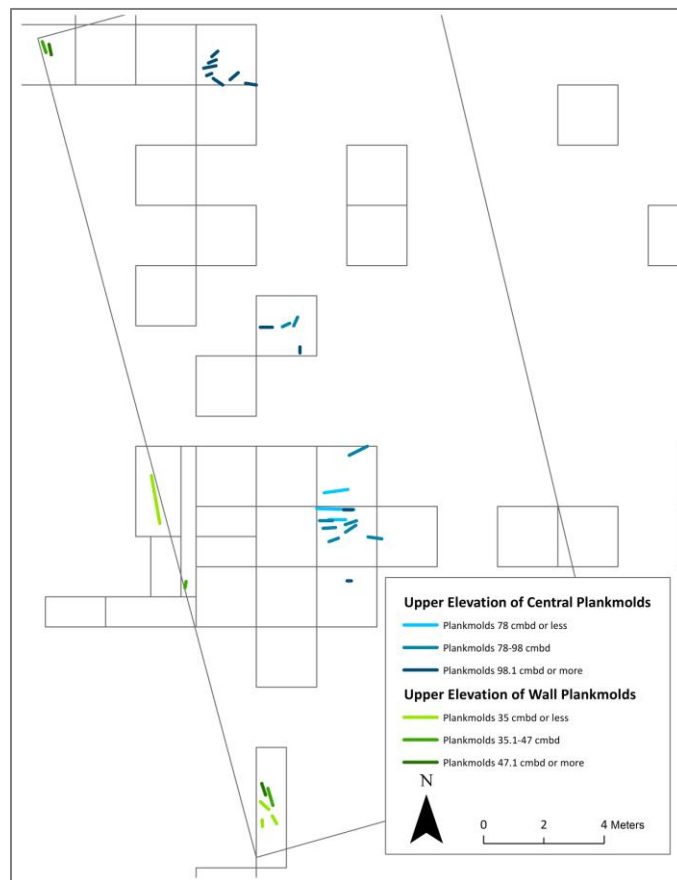 Upper Elevation of Central Plankmolds
Plankmolds 78 cmbd or less
Plankmolds 78-98 cmbd
Plankmolds 98.1 cmbd or more
Upper Elevation of Wall Plankmolds
Plankmolds 35 cmbd or less
Plankmolds 35.1-47 cmbd
Plankmolds 47.1 cmbd or more
N
0 2 4 Meters